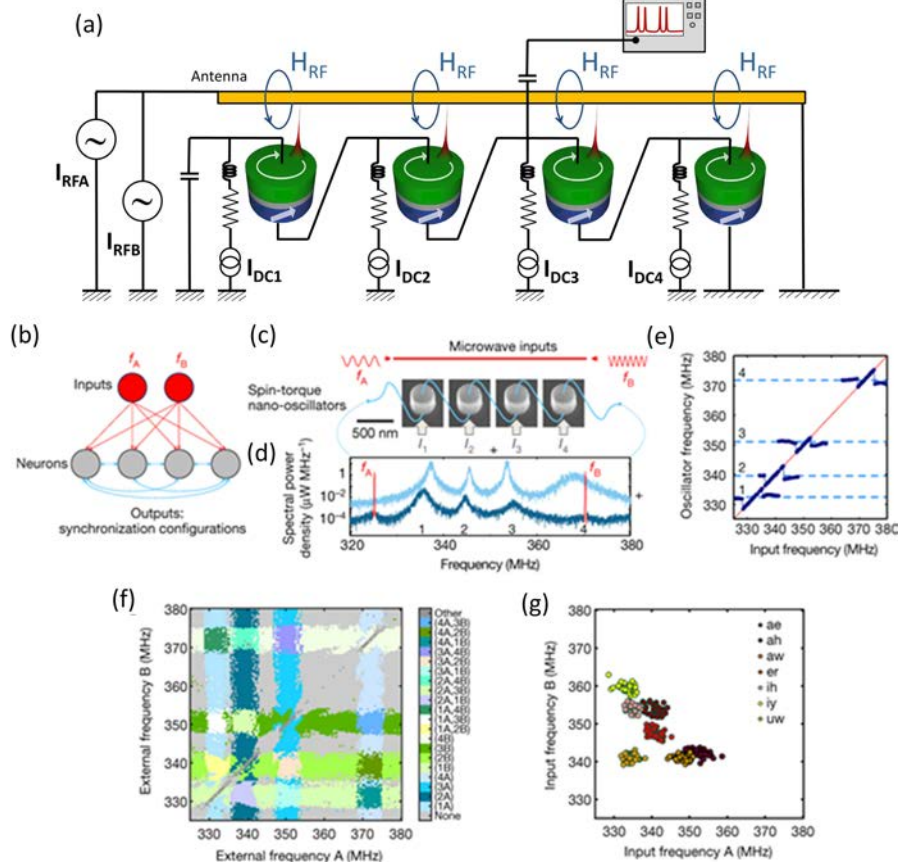 (a)
Antenna
H_RF
H_RF
H_RF
H_RF
I_RFA
I_RFB
I_DC1
I_DC2
I_DC3
I_DC4
(b)
f_A
f_B
Inputs
Neurons
Outputs:
synchronization configurations
(c)
Microwave inputs
f_A
f_B
Spin-torque
nano-oscillators
500 nm
I_1
I_2
+
I_3
I_4
(d)
Spectral power
density (μW MHz⁻¹)
1
10⁻²
10⁻⁴
f_A
f_B
+
1
2
3
4
320
340
360
380
Frequency (MHz)
(e)
Oscillator frequency (MHz)
380
370
360
350
340
330
4
3
2
1
330 340 350 360 370 380
Input frequency (MHz)
(f)
External frequency B (MHz)
380
370
360
350
340
330
330 340 350 360 370 380
External frequency A (MHz)
Other
(4A,3B)
(4A,2B)
(4A,1B)
(3A,4B)
(3A,2B)
(3A,1B)
(2A,4B)
(2A,3B)
(2A,1B)
(1A,4B)
(1A,3B)
(1A,2B)
(4B)
(3B)
(2B)
(1B)
(4A)
(3A)
(2A)
(1A)
None
(g)
Input frequency B (MHz)
380
370
360
350
340
330
330 340 350 360 370 380
Input frequency A (MHz)
ae
ah
aw
er
ih
iy
uw